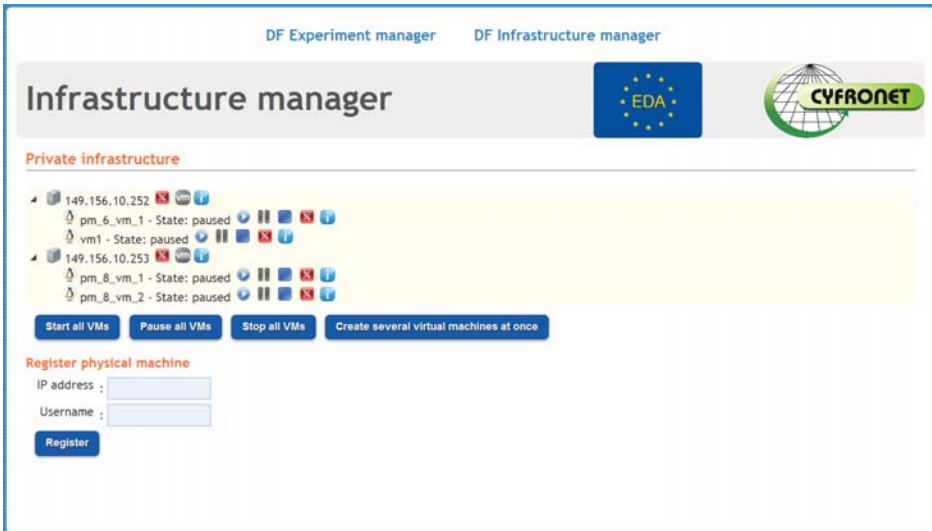 DF Experiment manager DF Infrastructure manager
Infrastructure manager
EDA
CYFRONET
Private infrastructure
149.156.10.252 vm i
pm_6_vm_1 - State: paused i
vm1 - State: paused i
149.156.10.253 vm i
pm_8_vm_1 - State: paused i
pm_8_vm_2 - State: paused i
Start all VMs Pause all VMs Stop all VMs Create several virtual machines at once
Register physical machine
IP address :
Username :
Register